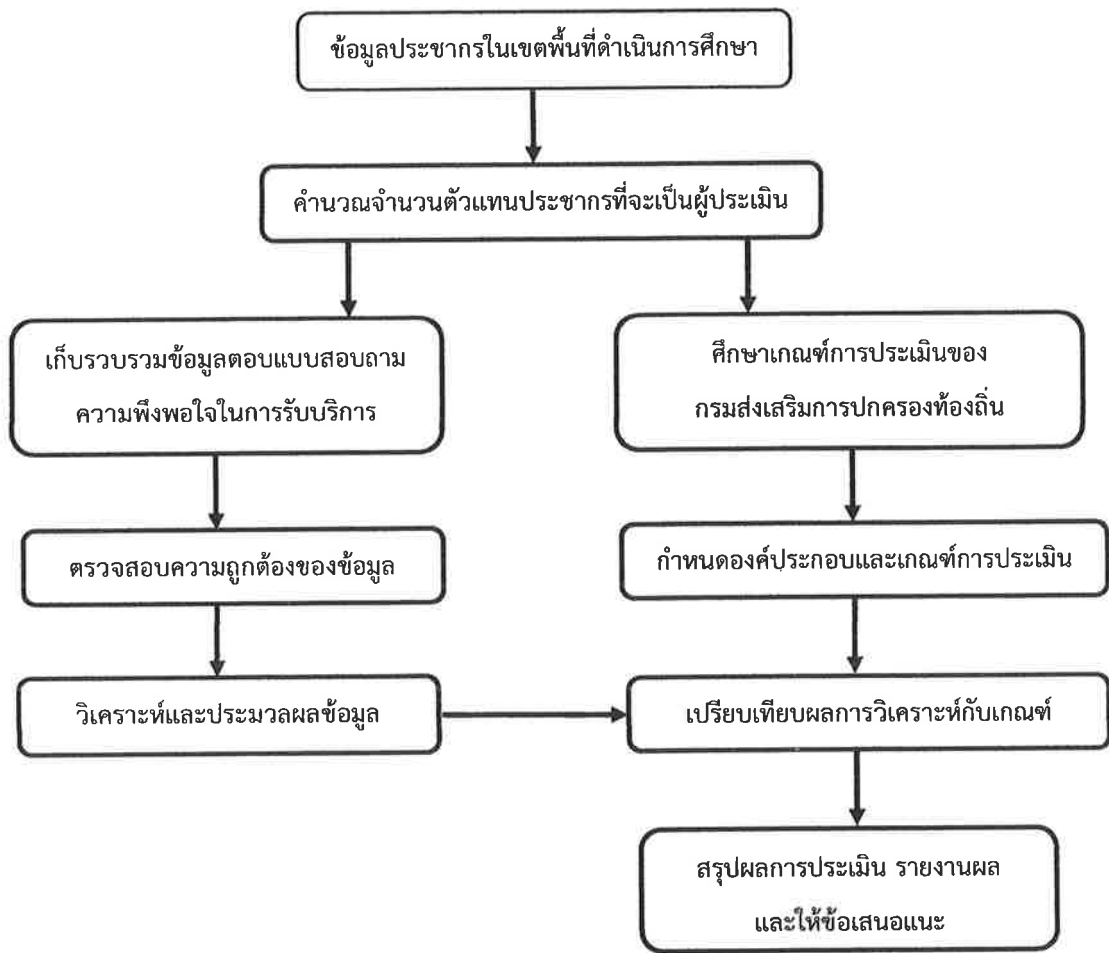 ข้อมูลประชากรในเขตพื้นที่ดำเนินการศึกษา
คำนวณจำนวนตัวแทนประชากรที่จะเป็นผู้ประเมิน
เก็บรวบรวมข้อมูลตอบแบบสอบถาม
ความพึงพอใจในการรับบริการ
ศึกษาเกณฑ์การประเมินของ
กรมส่งเสริมการปกครองท้องถิ่น
ตรวจสอบความถูกต้องของข้อมูล
กำหนดองค์ประกอบและเกณฑ์การประเมิน
วิเคราะห์และประมวลผลข้อมูล
เปรียบเทียบผลการวิเคราะห์กับเกณฑ์
สรุปผลการประเมิน รายงานผล
และให้ข้อเสนอแนะ